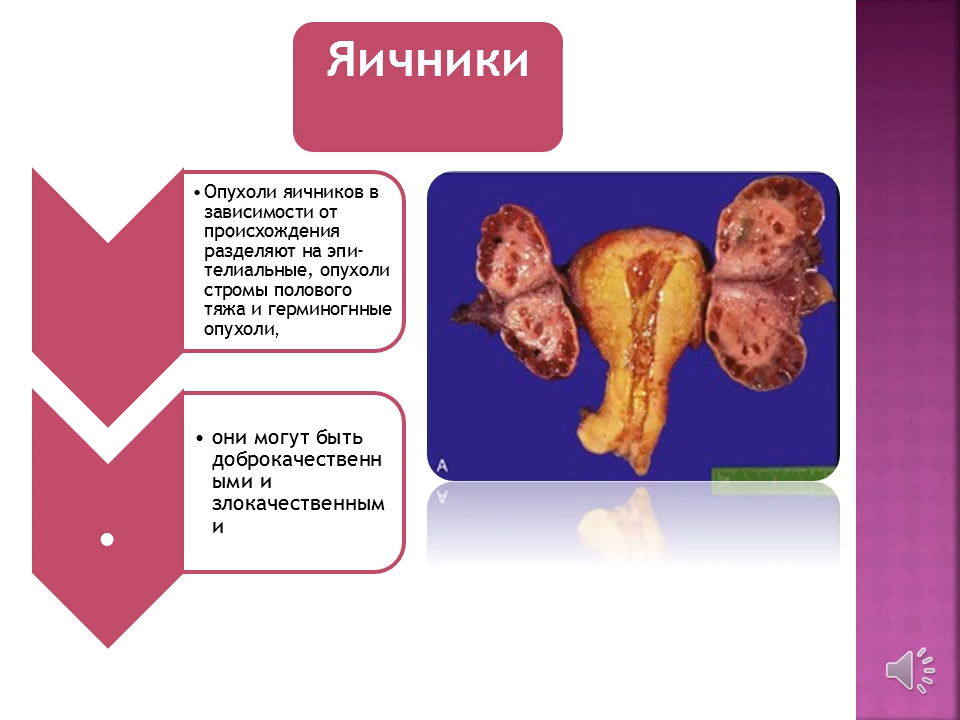 Яичники
•Опухоли яичников в
зависимости от
происхождения
разделяют на эпи-
телиальные, опухоли
стромы полового
тяжа и герминогнные
опухоли,
• они могут быть
доброкачественн
ыми и
злокачественным
и
•
A